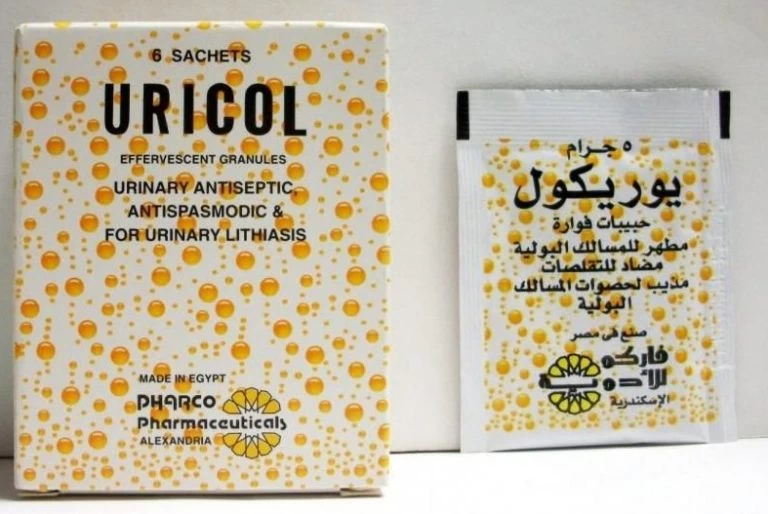 6 SACHETS
URICOL
EFFERVESCENT GRANULES
URINARY ANTISEPTIC,
ANTISPASMODIC &
FOR URINARY LITHIASIS
MADE IN EGYPT
PHARCO
Pharmaceuticals
ALEXANDRIA
٥ جرام
يوريكول
حبيبات فوارة
مطهر للمسالك البولية
مضاد للتقلصات
مذيب لحصوات المسالك
البولية
صنع فى مصر
فاركو
للأدوية
الإسكندرية